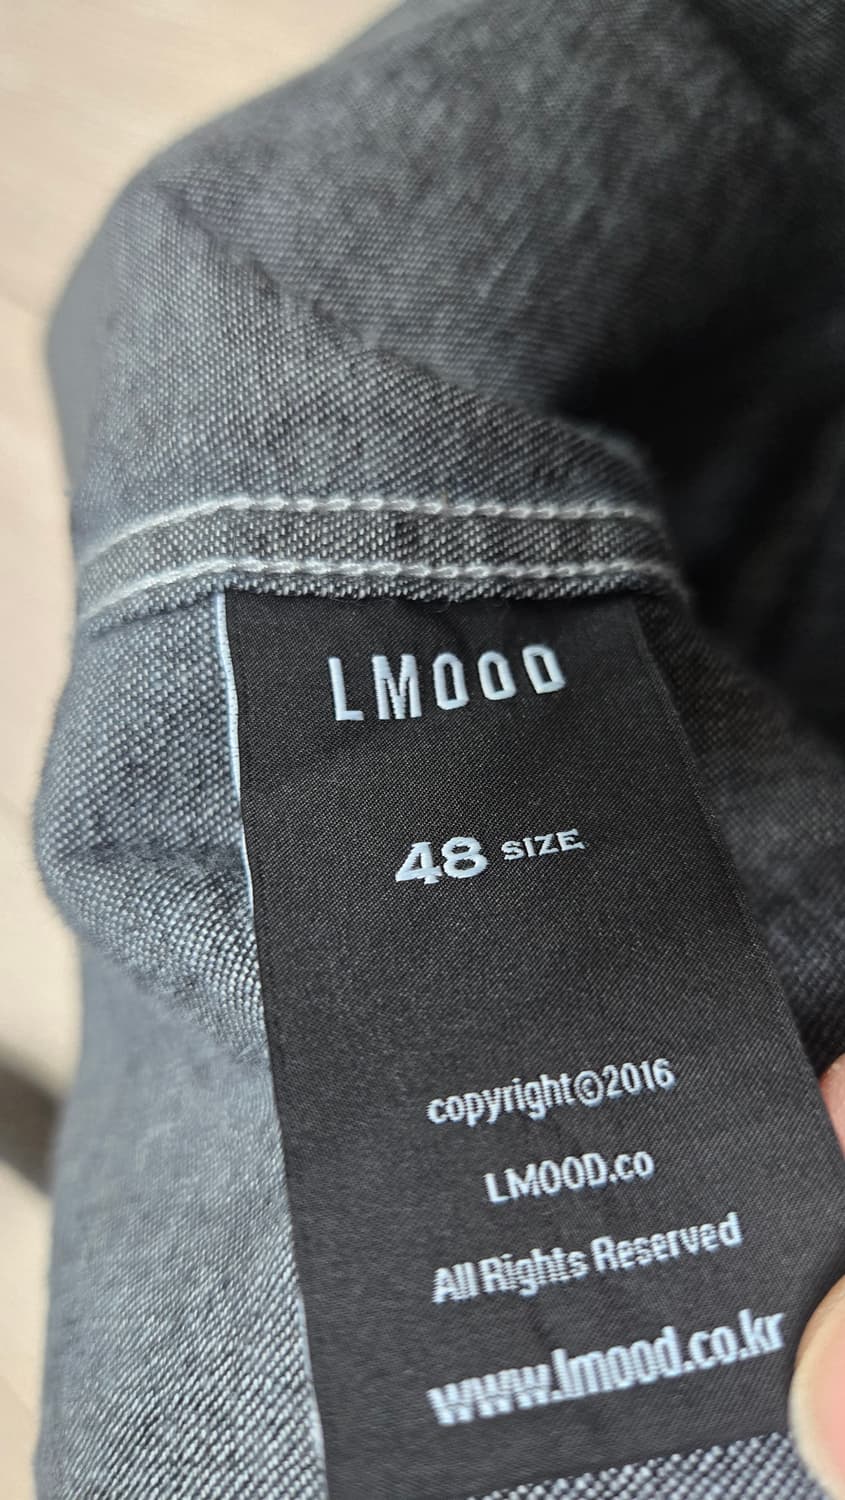 LMOOD
48 SIZE
copyright©2016
LMOOD.co
All Rights Reserved
www.lmood.co.kr